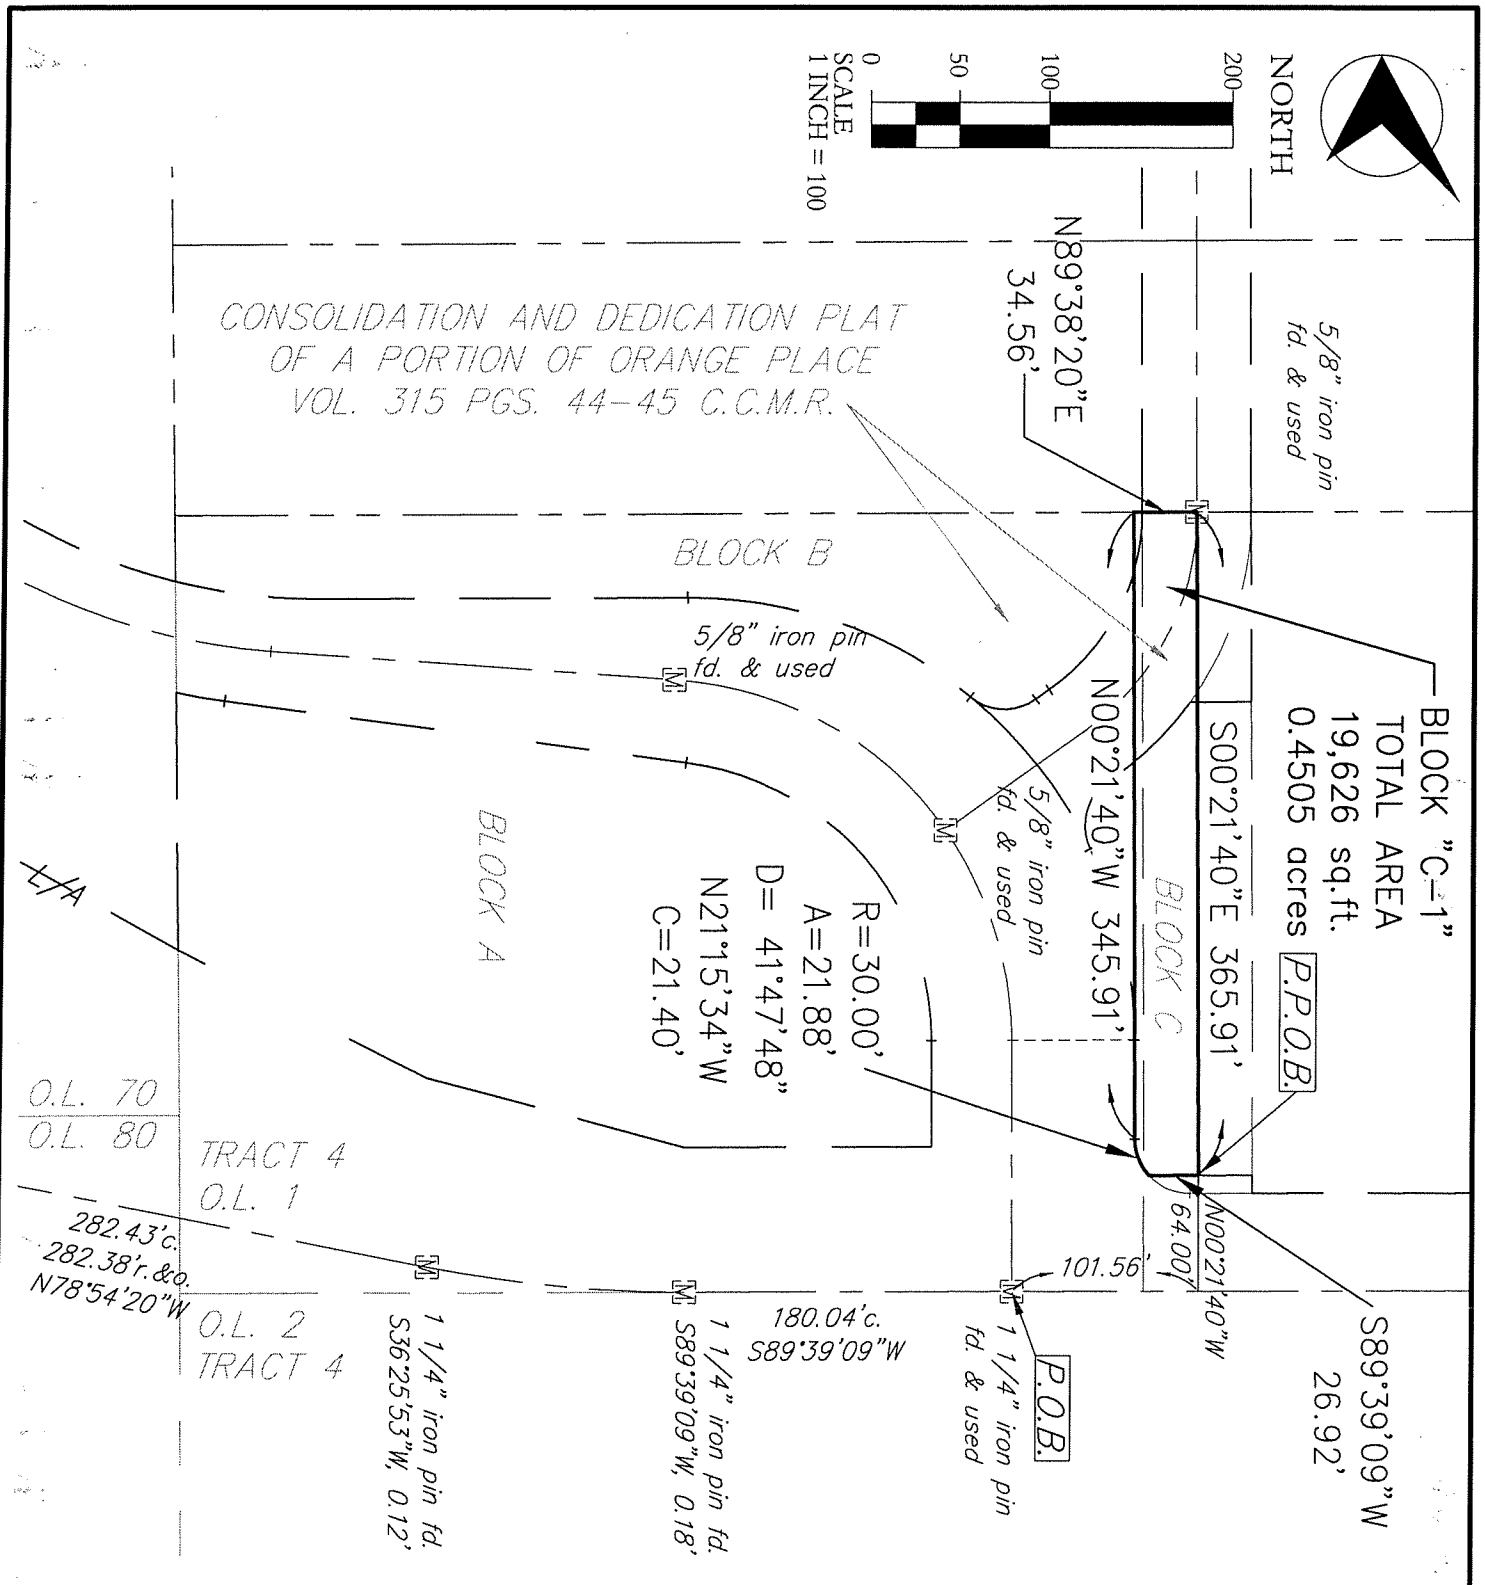 NORTH
200
100
50
0
SCALE
1 INCH = 100
N89°38'20"E
34.56'
5/8" iron pin
fd. & used
CONSOLIDATION AND DEDICATION PLAT
OF A PORTION OF ORANGE PLACE
VOL. 315 PGS. 44-45 C.C.M.R.
BLOCK B
5/8" iron pin
fd. & used
M
M
M
BLOCK "C-1"
TOTAL AREA
19,626 sq.ft.
0.4505 acres
P.P.O.B.
S00°21'40"E 365.91'
BLOCK C
N00°21'40"W 345.91'
5/8" iron pin
fd. & used
R=30.00'
A=21.88'
D= 41°47'48"
N21°15'34"W
C=21.40'
BLOCK A
L/A
O.L. 70
O.L. 80
TRACT 4
O.L. 1
O.L. 2
TRACT 4
282.43'c.
282.38'r.&o.
N78°54'20"W
M
1 1/4" iron pin fd.
S36°25'53"W, 0.12'
M
1 1/4" iron pin fd.
S89°39'09"W, 0.18'
180.04'c.
S89°39'09"W
M
1 1/4" iron pin
fd. & used
P.O.B.
101.56'
N00°21'40"W
64.00'
S89°39'09"W
26.92'